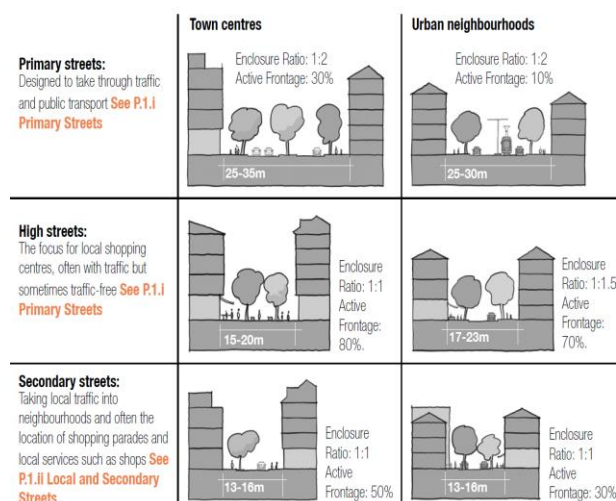 Town centres
Urban neighbourhoods
Primary streets:
Designed to take through traffic
and public transport See P.1.i
Primary Streets
Enclosure Ratio: 1:2
Active Frontage: 30%
25-35m
Enclosure Ratio: 1:2
Active Frontage: 10%
25-30m
High streets:
The focus for local shopping
centres, often with traffic but
sometimes traffic-free See P.1.i
Primary Streets
15-20m
Enclosure
Ratio: 1:1
Active
Frontage:
80%.
17-23m
Enclosure
Ratio: 1:1.5
Active
Frontage:
70%.
Secondary streets:
Taking local traffic into
neighbourhoods and often the
location of shopping parades and
local services such as shops See
P.1.ii Local and Secondary
Streets
13-16m
Enclosure
Ratio: 1:1
Active
Frontage: 50%
13-16m
Enclosure
Ratio: 1:1
Active
Frontage: 30%